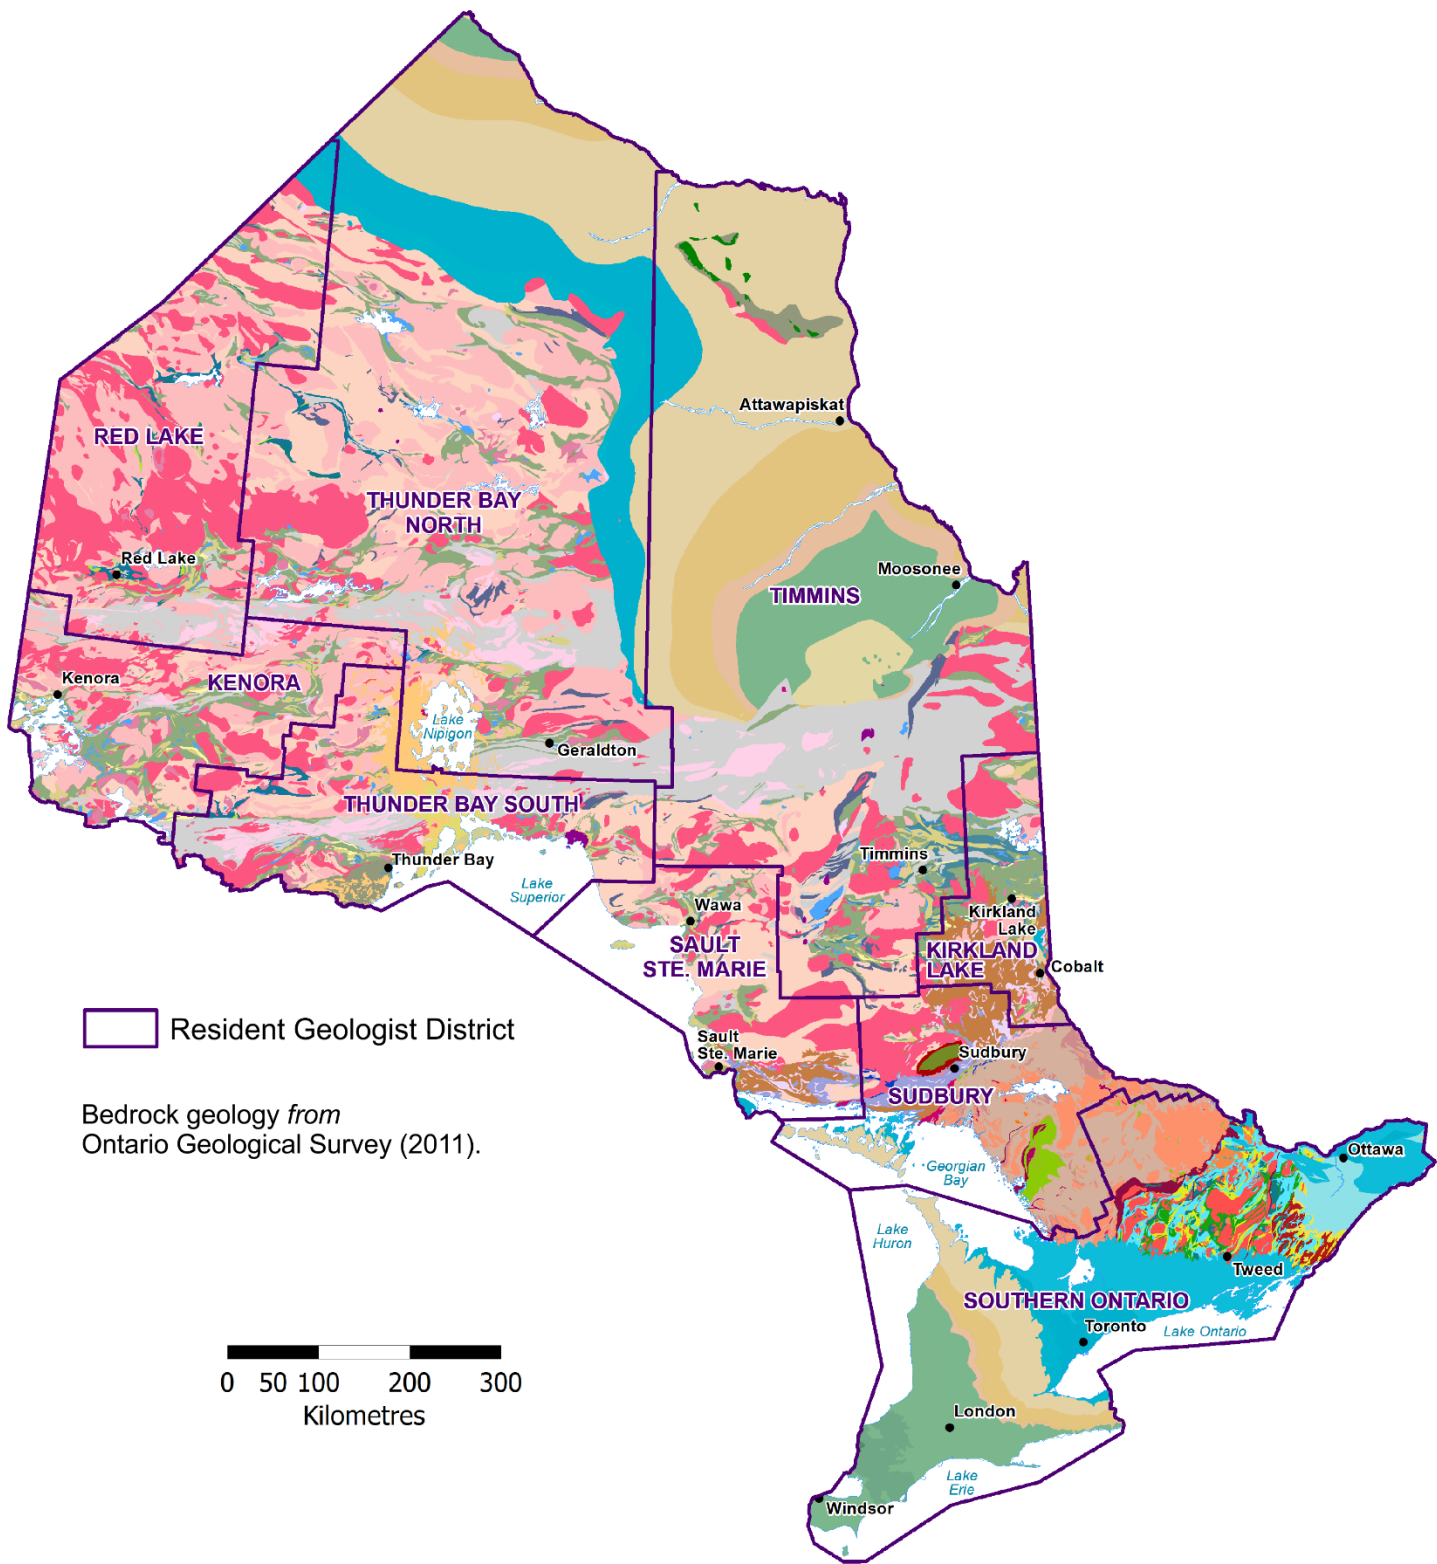 Attawapiskat
RED LAKE
THUNDER BAY
NORTH
Red Lake
Moosonee
TIMMINS
Kenora
KENORA
Lake
Nipigon
Geraldton
THUNDER BAY SOUTH
Thunder Bay
Timmins
Lake
Superior
Wawa
Kirkland
Lake
SAULT
STE. MARIE
KIRKLAND
LAKE
Cobalt
Resident Geologist District
Sault
Ste. Marie
Sudbury
SUDBURY
Bedrock geology from
Ontario Geological Survey (2011).
Ottawa
Georgian
Bay
Lake
Huron
Tweed
SOUTHERN ONTARIO
Toronto
Lake Ontario
0 50 100 200 300
Kilometres
London
Lake
Erie
Windsor